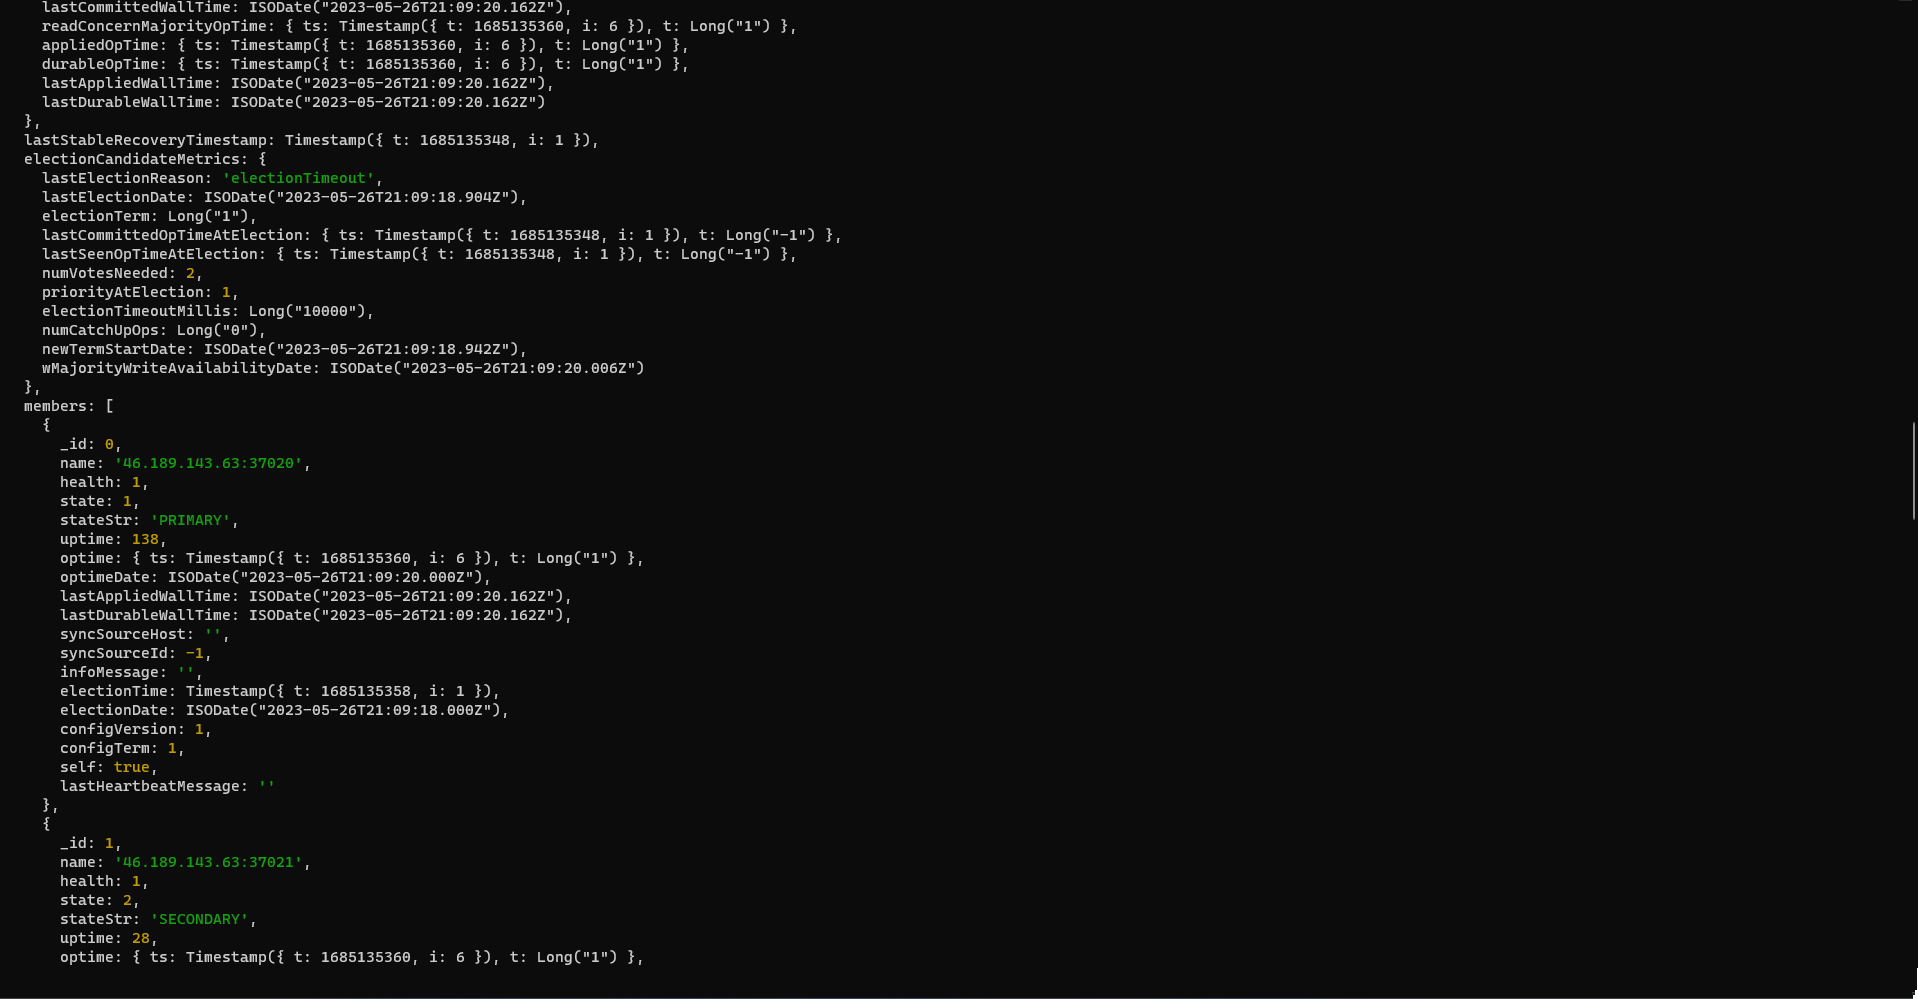 lastCommittedWallTime: ISODate("2023-05-26T21:09:20.162Z"),
readConcernMajorityOpTime: { ts: Timestamp({ t: 1685135360, i: 6 }), t: Long("1") },
appliedOpTime: { ts: Timestamp({ t: 1685135360, i: 6 }), t: Long("1") },
durableOpTime: { ts: Timestamp({ t: 1685135360, i: 6 }), t: Long("1") },
lastAppliedWallTime: ISODate("2023-05-26T21:09:20.162Z"),
lastDurableWallTime: ISODate("2023-05-26T21:09:20.162Z")
},
lastStableRecoveryTimestamp: Timestamp({ t: 1685135348, i: 1 }),
electionCandidateMetrics: {
lastElectionReason: 'electionTimeout',
lastElectionDate: ISODate("2023-05-26T21:09:18.904Z"),
electionTerm: Long("1"),
lastCommittedOpTimeAtElection: { ts: Timestamp({ t: 1685135348, i: 1 }), t: Long("-1") },
lastSeenOpTimeAtElection: { ts: Timestamp({ t: 1685135348, i: 1 }), t: Long("-1") },
numVotesNeeded: 2,
priorityAtElection: 1,
electionTimeoutMillis: Long("10000"),
numCatchUpOps: Long("0"),
newTermStartDate: ISODate("2023-05-26T21:09:18.942Z"),
wMajorityWriteAvailabilityDate: ISODate("2023-05-26T21:09:20.006Z")
},
members: [
{
_id: 0,
name: '46.189.143.63:37020',
health: 1,
state: 1,
stateStr: 'PRIMARY',
uptime: 138,
optime: { ts: Timestamp({ t: 1685135360, i: 6 }), t: Long("1") },
optimeDate: ISODate("2023-05-26T21:09:20.000Z"),
lastAppliedWallTime: ISODate("2023-05-26T21:09:20.162Z"),
lastDurableWallTime: ISODate("2023-05-26T21:09:20.162Z"),
syncSourceHost: '',
syncSourceId: -1,
infoMessage: '',
electionTime: Timestamp({ t: 1685135358, i: 1 }),
electionDate: ISODate("2023-05-26T21:09:18.000Z"),
configVersion: 1,
configTerm: 1,
self: true,
lastHeartbeatMessage: ''
},
{
_id: 1,
name: '46.189.143.63:37021',
health: 1,
state: 2,
stateStr: 'SECONDARY',
uptime: 28,
optime: { ts: Timestamp({ t: 1685135360, i: 6 }), t: Long("1") },